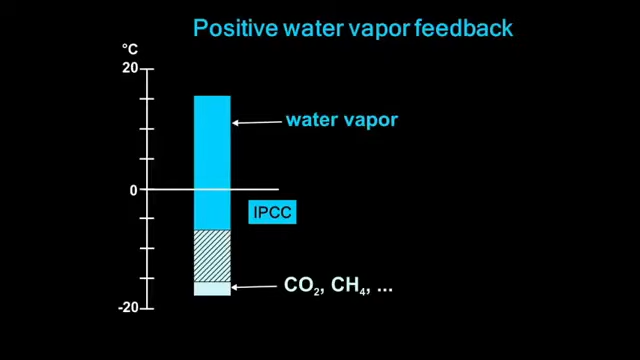 Positive water vapor feedback
°C
20
water vapor
0
IPCC
CO₂, CH₄, ...
-20